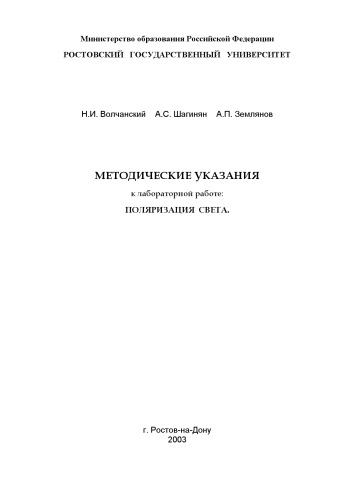 Министерство образования Российской Федерации
РОСТОВСКИЙ ГОСУДАРСТВЕННЫЙ УНИВЕРСИТЕТ
Н.И. Волчанский А.С. Шагинян А.П. Землянов
МЕТОДИЧЕСКИЕ УКАЗАНИЯ
к лабораторной работе:
ПОЛЯРИЗАЦИЯ СВЕТА.
г. Ростов-на-Дону
2003